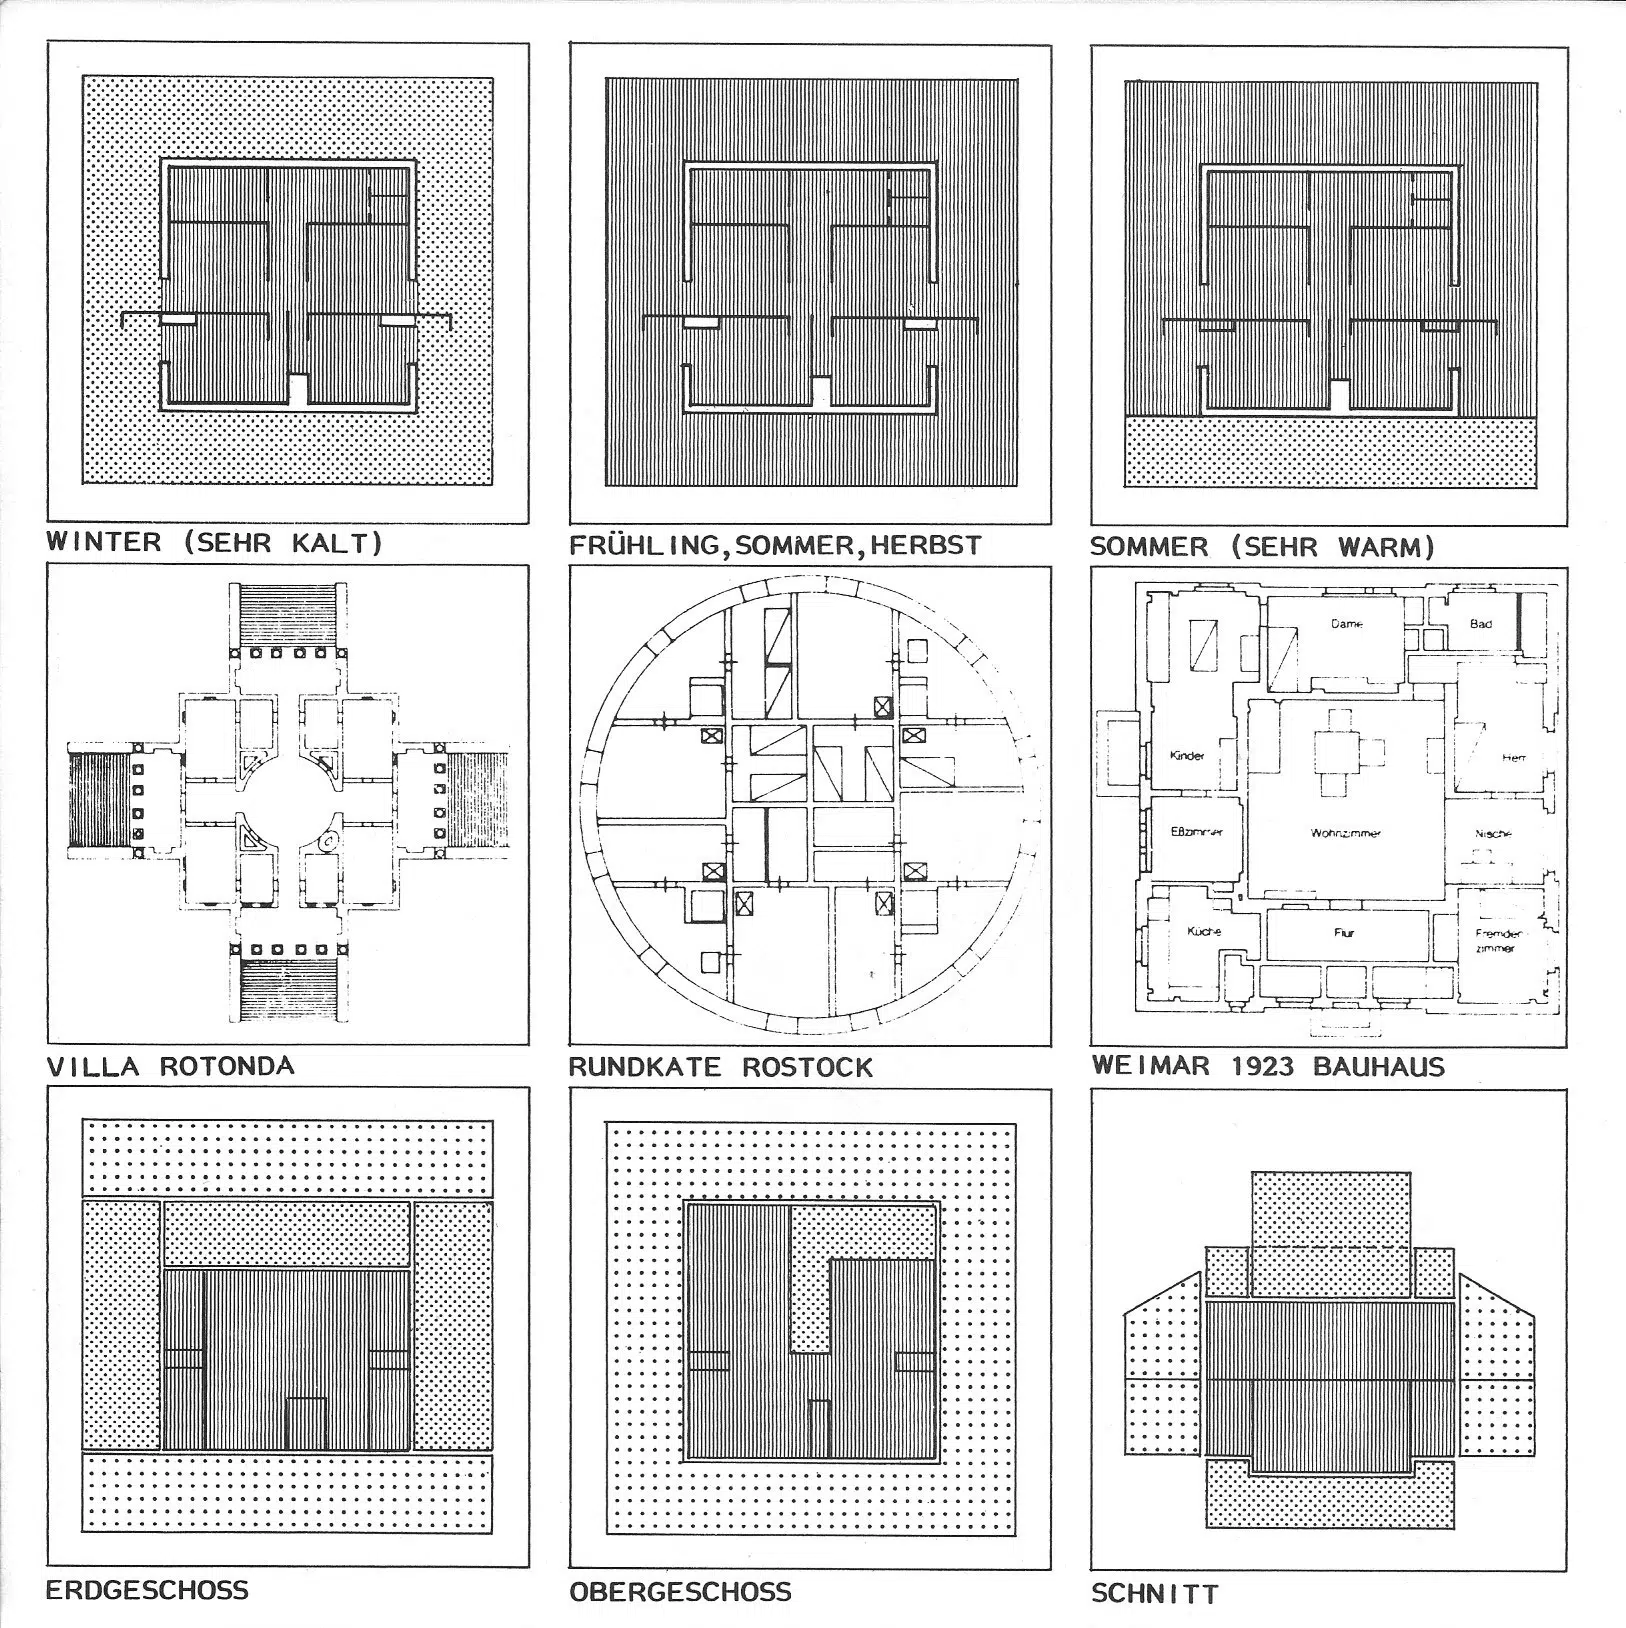 WINTER (SEHR KALT)
FRÜHLING,SOMMER,HERBST
SOMMER (SEHR WARM)
Dame
Bad
Kinder
Herr
Eßzimmer
Wohnzimmer
Nische
Küche
Flur
Fremden
zimmer
VILLA ROTONDA
RUNDKATE ROSTOCK
WEIMAR 1923 BAUHAUS
ERDGESCHOSS
OBERGESCHOSS
SCHNITT